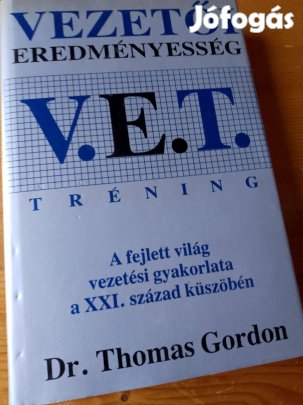 Jófogás
VEZETŐI
EREDMÉNYESSÉG
V.E.T.
TRÉNING
A fejlett világ
vezetési gyakorlata
a XXI. század küszöbén
Dr. Thomas Gordon